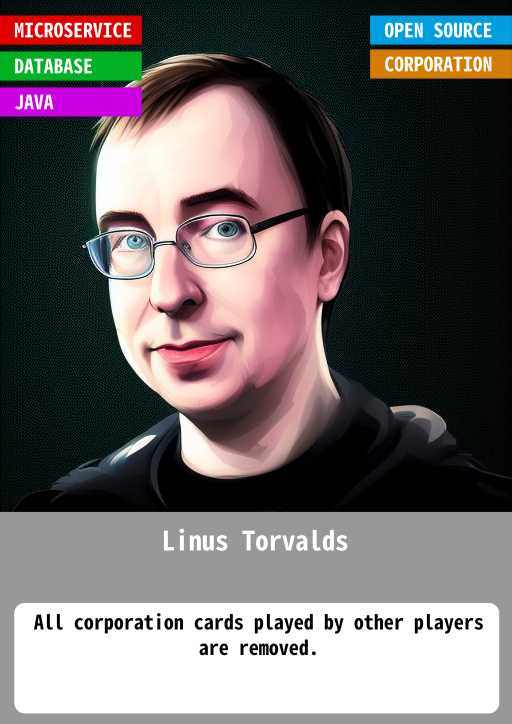 MICROSERVICE
DATABASE
JAVA
OPEN SOURCE
CORPORATION
Linus Torvalds
All corporation cards played by other players
are removed.